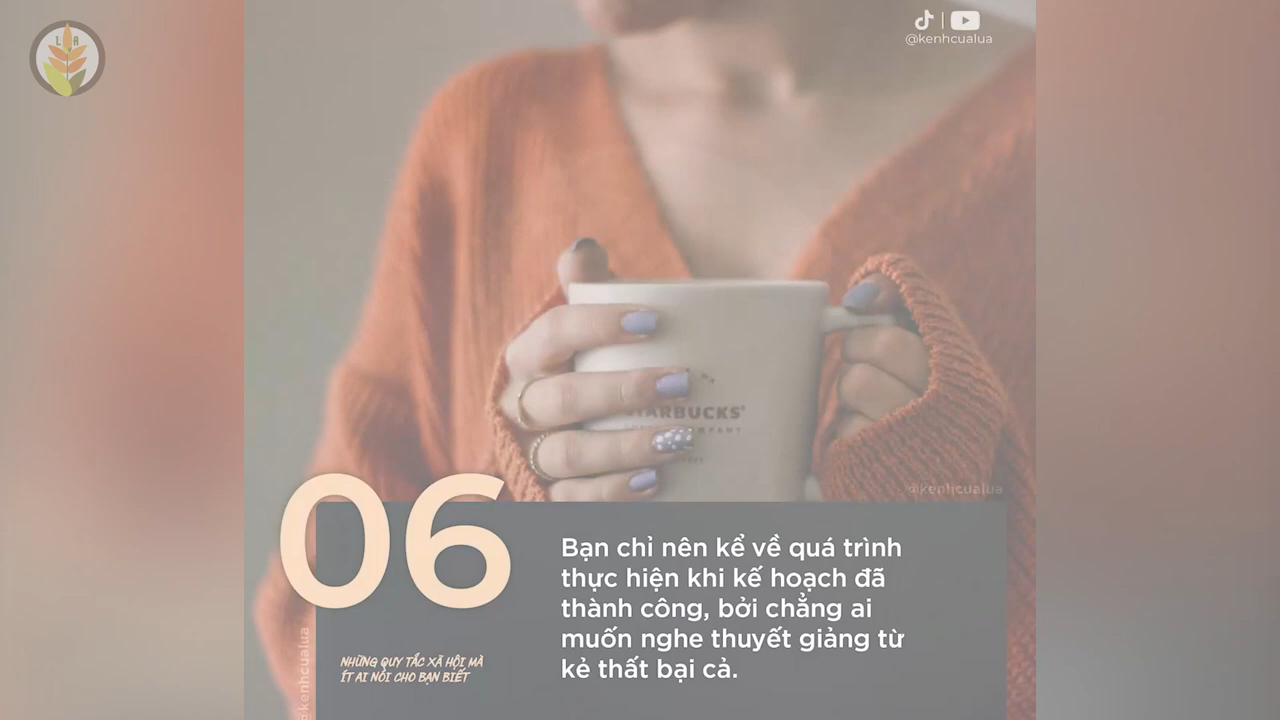 L A
@kenhcualua
STARBUCKS
@kenhcualua
06
Bạn chỉ nên kể về quá trình
thực hiện khi kế hoạch đã
thành công, bởi chẳng ai
muốn nghe thuyết giảng từ
kẻ thất bại cả.
NHỮNG QUY TẮC XÃ HỘI MÀ
ÍT AI NÓI CHO BẠN BIẾT
@kenhcualua